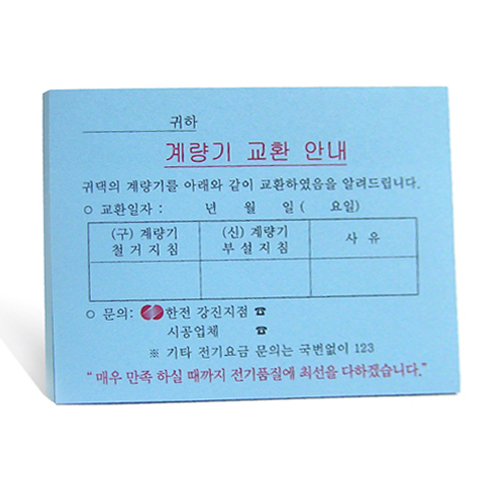 귀하
계량기 교환 안내
귀댁의 계량기를 아래와 같이 교환하였음을 알려드립니다.
○ 교환일자 : 년 월 일 ( 요일)
(구) 계량기 (신) 계량기 사 유
철 거 지 침 부 설 지 침
○ 문의: 한전 강진지점 ☎
시공업체 ☎
※ 기타 전기요금 문의는 국번없이 123
“ 매우 만족 하실 때까지 전기품질에 최선을 다하겠습니다.”